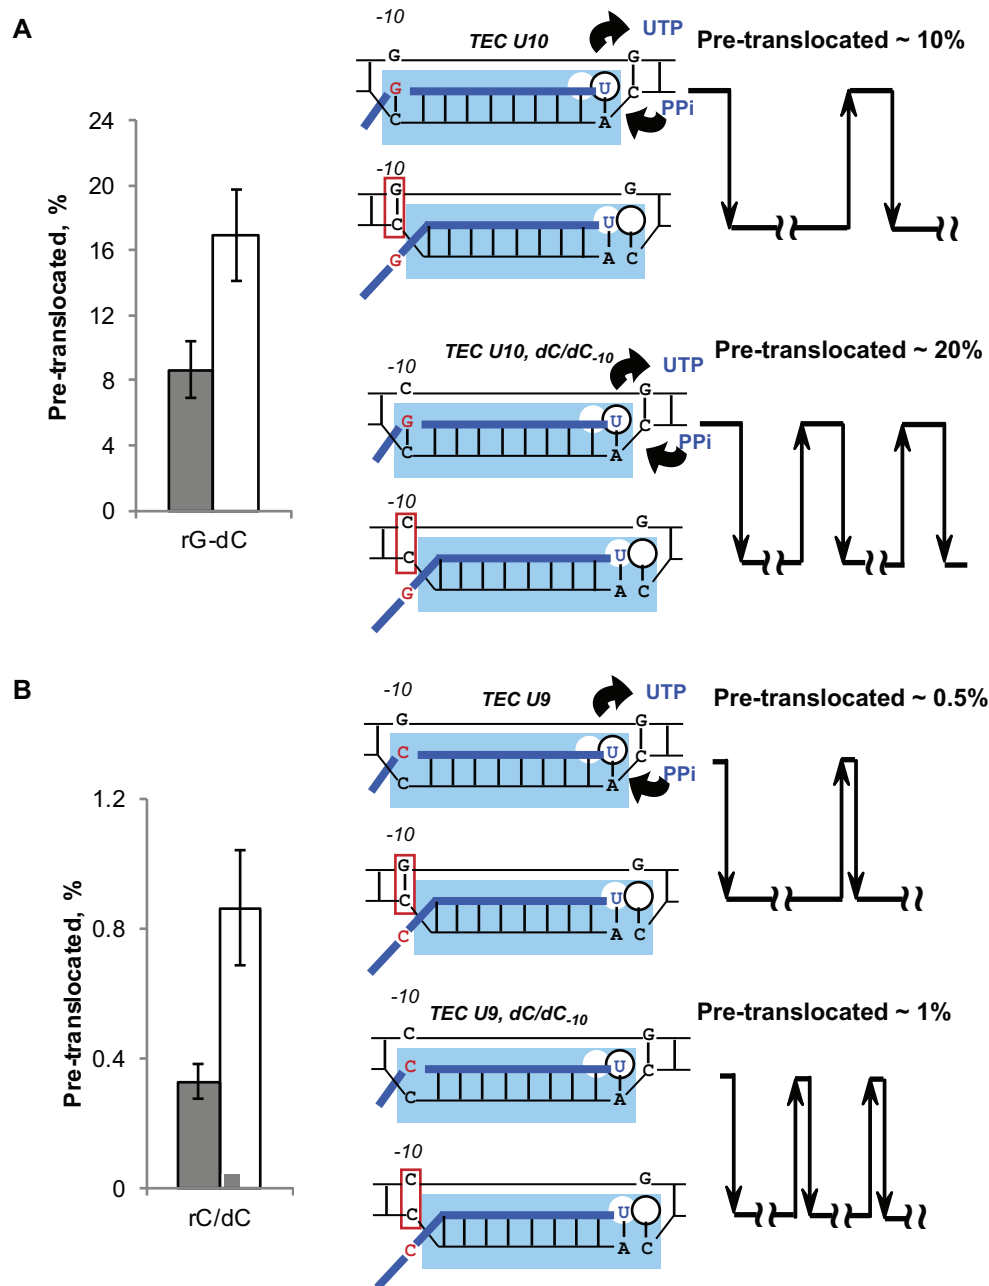 A
-10
TEC U10
UTP
Pre-translocated ~ 10%
G
G
G
U
C
C
A
PPi
24
20
16
12
8
4
0
Pre-translocated, %
rG-dC
-10
G
G
C
U
G
A C
-10
TEC U10, dC/dC-10
UTP
Pre-translocated ~ 20%
C
G
G
U
C
C
A
PPi
-10
C
G
C
U
G
A C
B
-10
TEC U9
UTP
Pre-translocated ~ 0.5%
G
G
C
U
C
C
A
PPi
1.2
0.8
0.4
0
Pre-translocated, %
rC/dC
-10
G
G
C
U
C
A C
-10
TEC U9, dC/dC-10
Pre-translocated ~ 1%
C
G
C
U
C
C
A
-10
C
G
C
U
C
A C